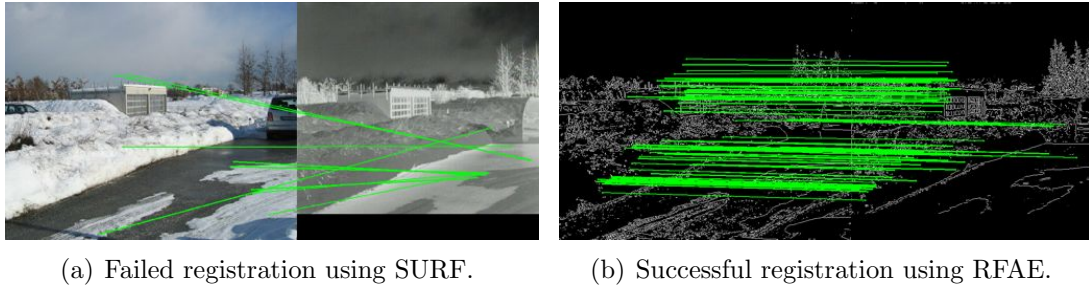 (a) Failed registration using SURF.
(b) Successful registration using RFAE.